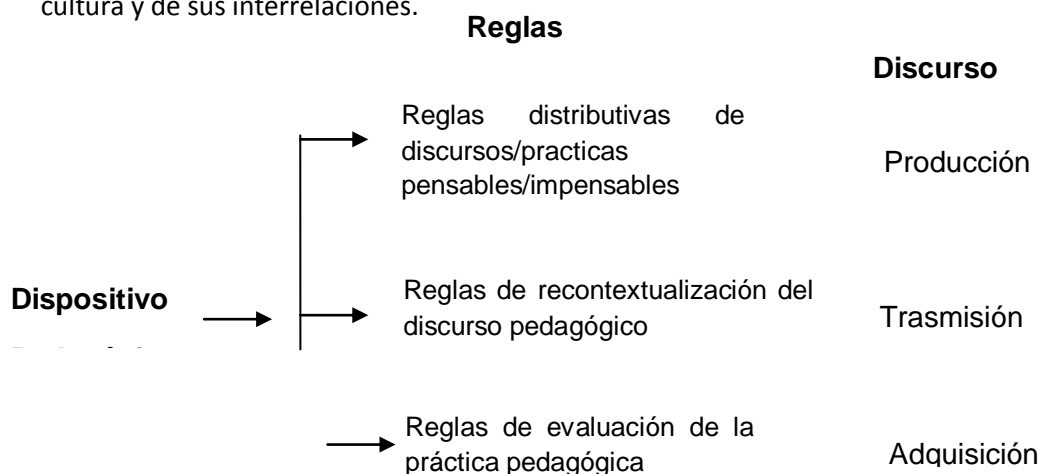 cultura y de sus interrelaciones.
Reglas
Discurso
Reglas distributivas de
discursos/practicas
pensables/impensables
Producción
Dispositivo
Reglas de recontextualización del
discurso pedagógico
Trasmisión
Reglas de evaluación de la
práctica pedagógica
Adquisición